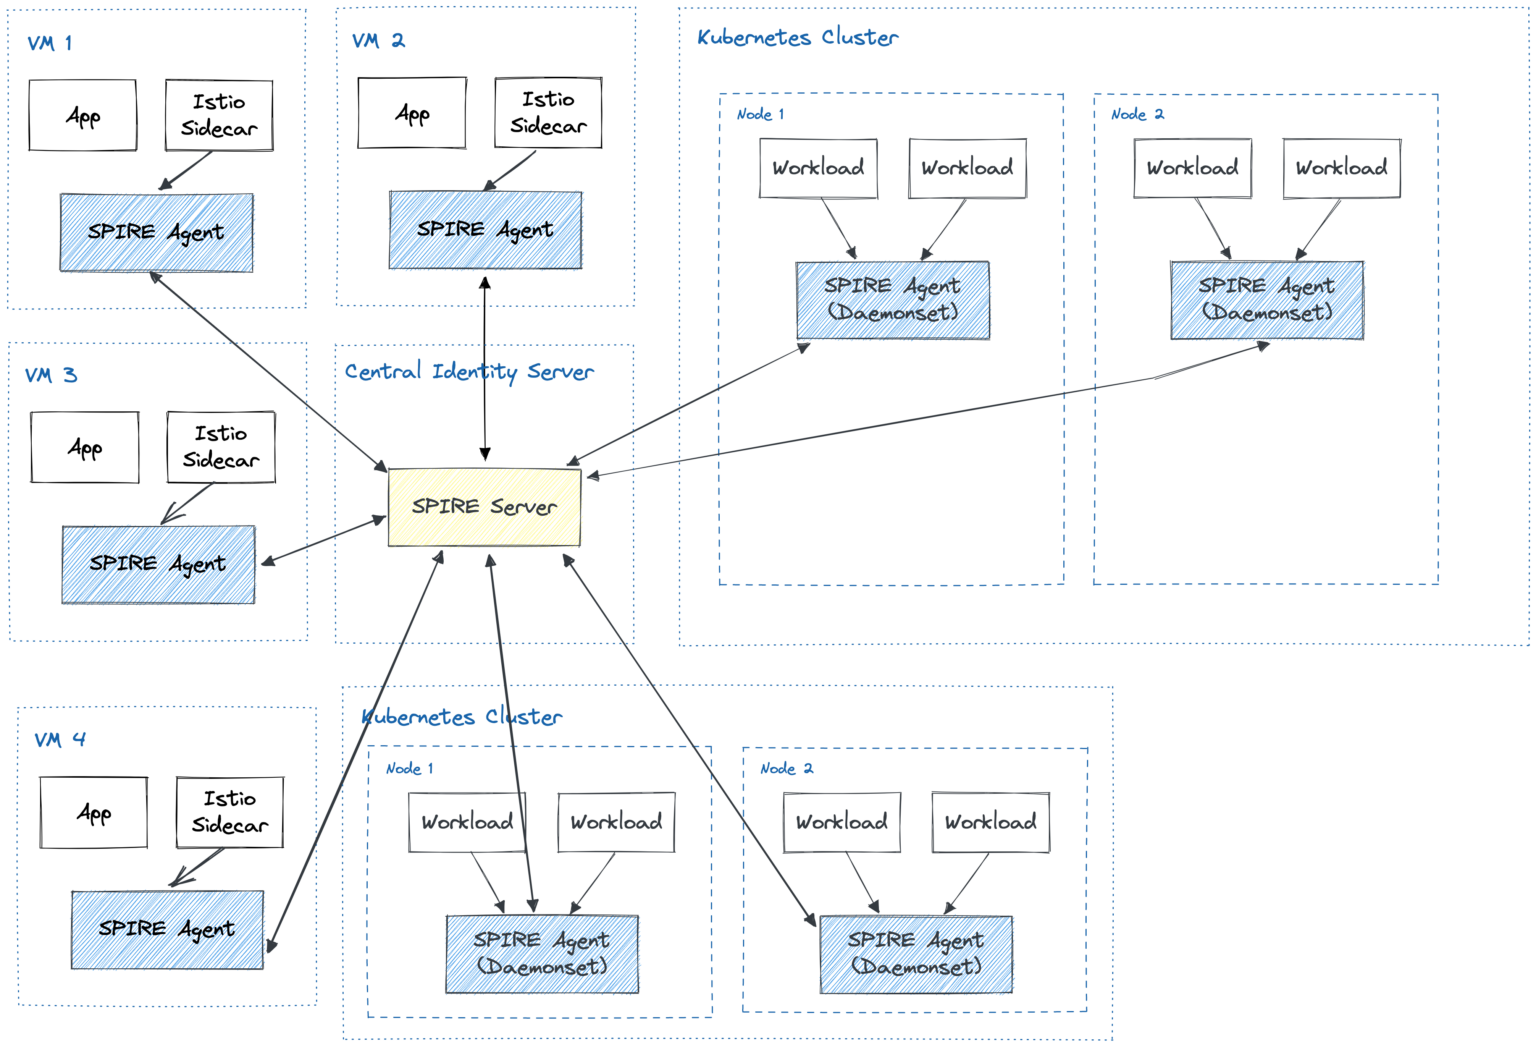 VM 1
App
Istio
Sidecar
SPIRE Agent
VM 2
App
Istio
Sidecar
SPIRE Agent
Kubernetes Cluster
Node 1
Workload
Workload
SPIRE Agent
(Daemonset)
Node 2
Workload
Workload
SPIRE Agent
(Daemonset)
VM 3
App
Istio
Sidecar
SPIRE Agent
Central Identity Server
SPIRE Server
VM 4
App
Istio
Sidecar
SPIRE Agent
Kubernetes Cluster
Node 1
Workload
Workload
SPIRE Agent
(Daemonset)
Node 2
Workload
Workload
SPIRE Agent
(Daemonset)